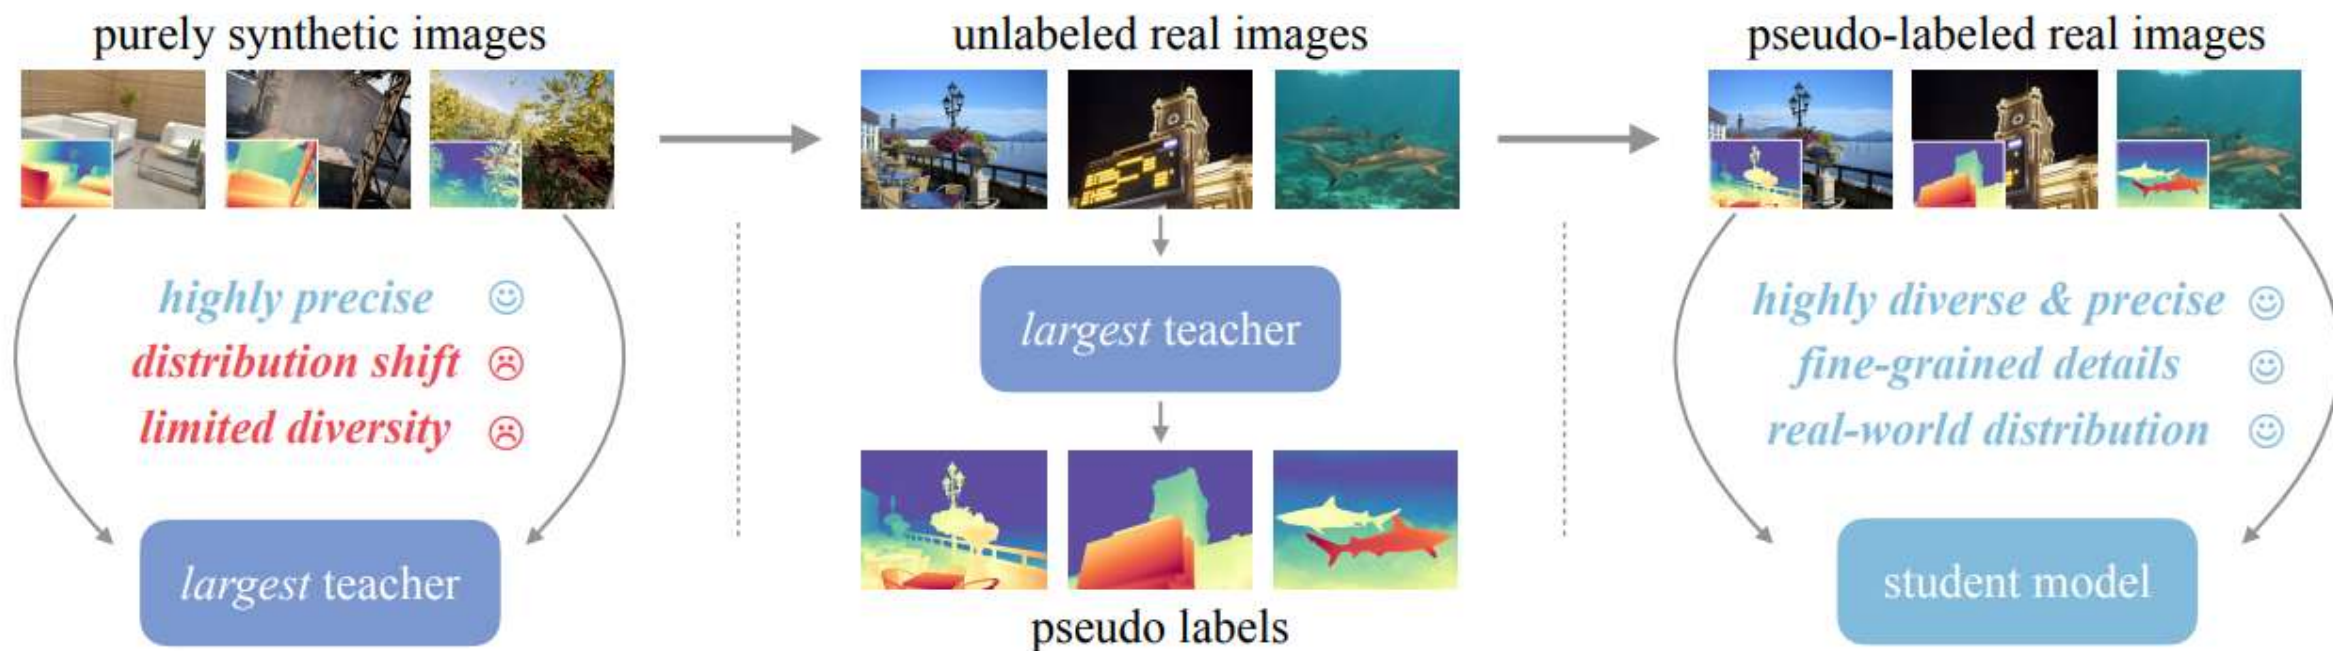 purely synthetic images
highly precise
distribution shift
limited diversity
largest teacher
unlabeled real images
largest teacher
pseudo labels
pseudo-labeled real images
highly diverse & precise
fine-grained details
real-world distribution
student model